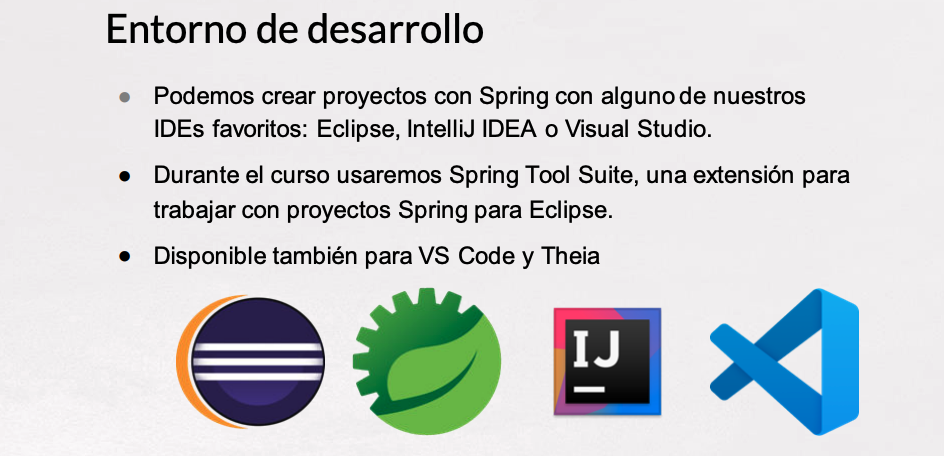 Entorno de desarrollo
Podemos crear proyectos con Spring con alguno de nuestros
IDEs favoritos: Eclipse, IntelliJ IDEA o Visual Studio.
Durante el curso usaremos Spring Tool Suite, una extensión para
trabajar con proyectos Spring para Eclipse.
Disponible también para VS Code y Theia
IJ